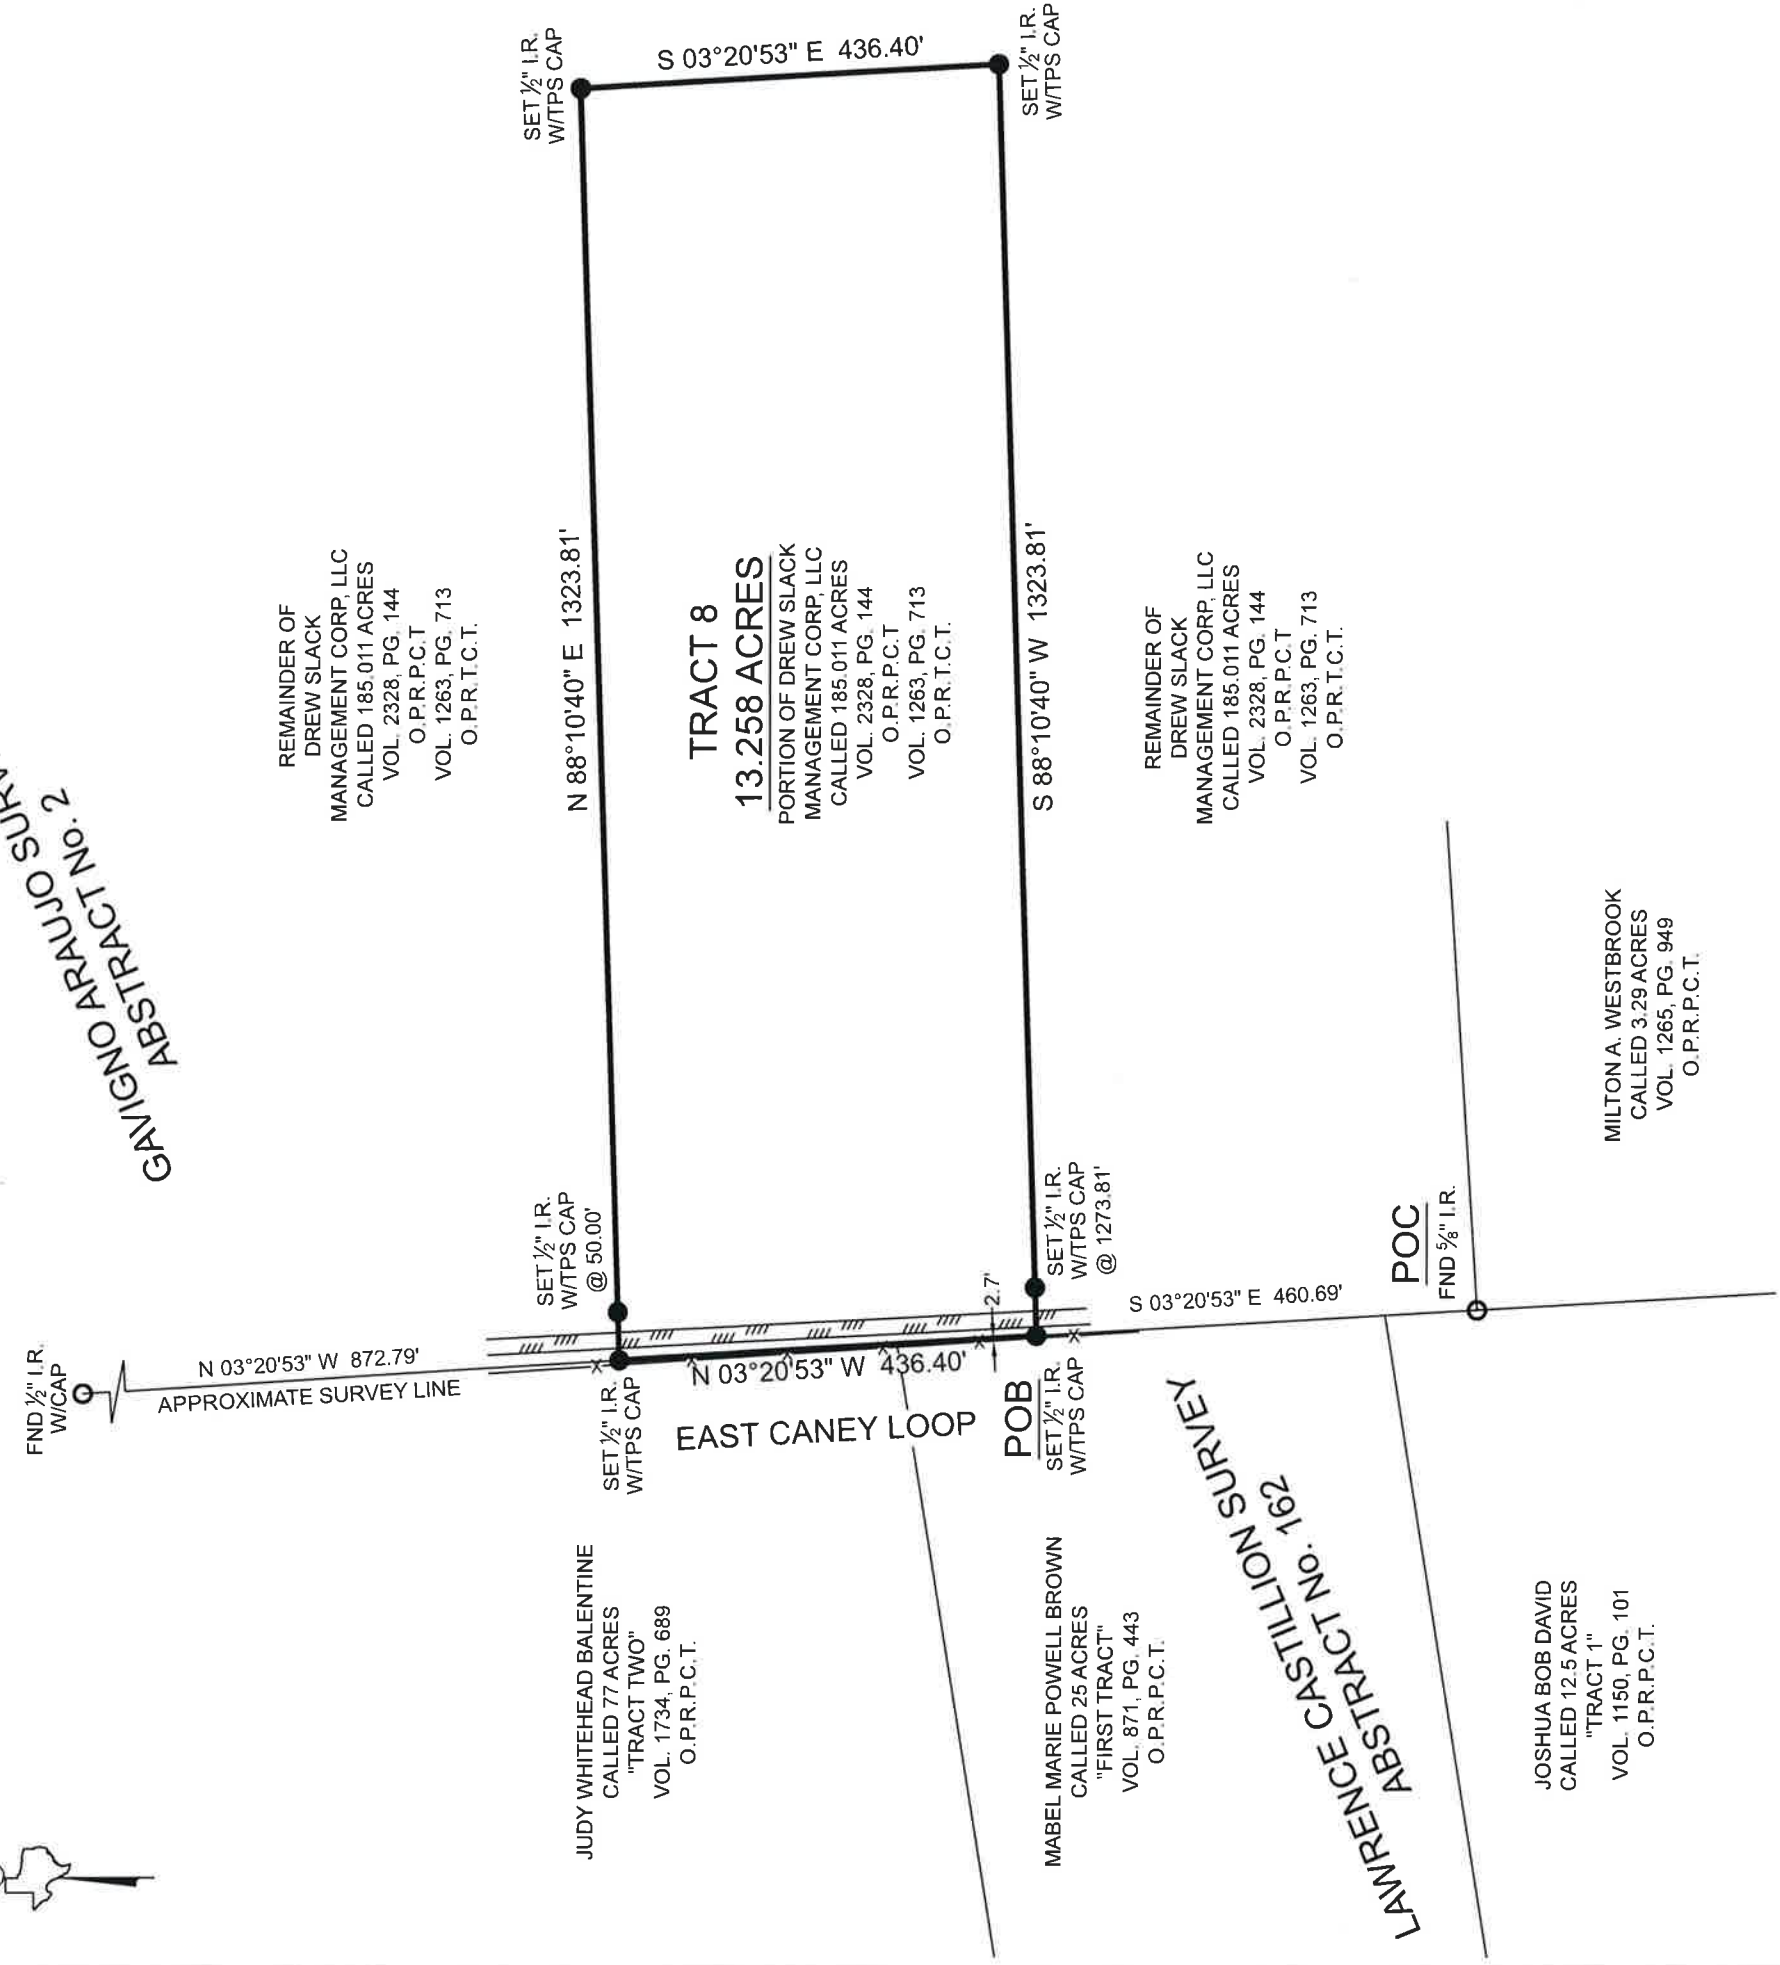 FND ½" I.R.
W/CAP
N 03°20'53" W 872.79'
APPROXIMATE SURVEY LINE
GAVIGNO ARAUJO
ABSTRACT No. 2
REMAINDER OF
DREW SLACK
MANAGEMENT CORP, LLC
CALLED 185.011 ACRES
VOL. 2328, PG. 144
O.P.R.P.C.T
VOL. 1263, PG. 713
O.P.R.T.C.T.
SET ½" I.R.
W/TPS CAP
S 03°20'53" E 436.40'
SET ½" I.R.
W/TPS CAP
SET ½" I.R.
W/TPS CAP
@ 50.00'
N 88°10'40" E 1323.81'
TRACT 8
13.258 ACRES
PORTION OF DREW SLACK
MANAGEMENT CORP, LLC
CALLED 185.011 ACRES
VOL. 2328, PG. 144
O.P.R.P.C.T
VOL. 1263, PG. 713
O.P.R.T.C.T.
S 88°10'40" W 1323.81'
SET ½" I.R.
W/TPS CAP
@ 1273.81'
2.7'
SET ½" I.R.
W/TPS CAP
N 03°20'53" W 436.40'
EAST CANEY LOOP
POB
SET ½" I.R.
W/TPS CAP
S 03°20'53" E 460.69'
POC
FND ⅝" I.R.
REMAINDER OF
DREW SLACK
MANAGEMENT CORP, LLC
CALLED 185.011 ACRES
VOL. 2328, PG. 144
O.P.R.P.C.T
VOL. 1263, PG. 713
O.P.R.T.C.T.
JUDY WHITEHEAD BALENTINE
CALLED 77 ACRES
"TRACT TWO"
VOL. 1734, PG. 689
O.P.R.P.C.T.
MABEL MARIE POWELL BROWN
CALLED 25 ACRES
"FIRST TRACT"
VOL. 871, PG. 443
O.P.R.P.C.T.
LAWRENCE CASTILLION SURVEY
ABSTRACT No. 162
JOSHUA BOB DAVID
CALLED 12.5 ACRES
"TRACT 1"
VOL. 1150, PG. 101
O.P.R.P.C.T.
MILTON A. WESTBROOK
CALLED 3.29 ACRES
VOL. 1265, PG. 949
O.P.R.P.C.T.